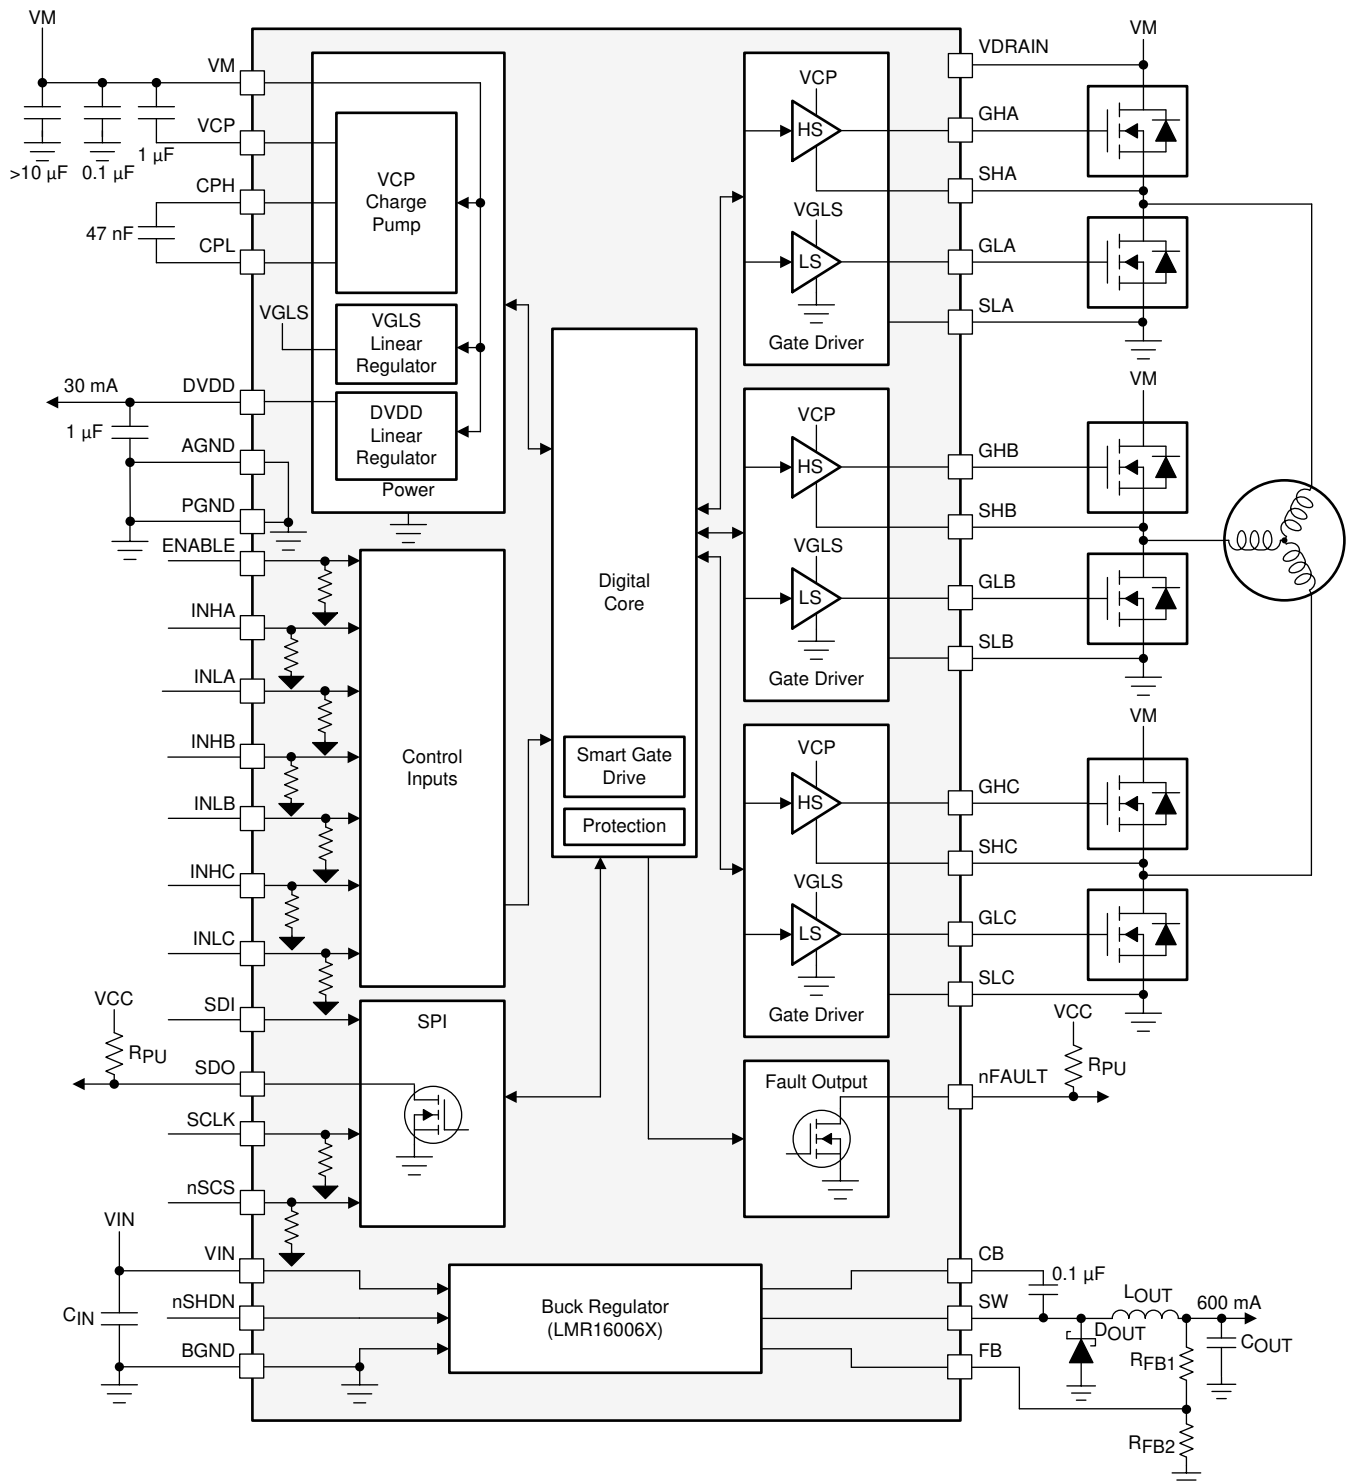 VM
VM
VCP
>10 µF
0.1 µF
1 µF
CPH
47 nF
CPL
VCP
Charge
Pump
VGLS
VGLS
Linear
Regulator
30 mA
DVDD
1 µF
DVDD
Linear
Regulator
AGND
Power
PGND
ENABLE
INHA
INLA
INHB
INLB
INHC
INLC
Control
Inputs
SDI
VCC
RPU
SDO
SPI
SCLK
nSCS
VIN
VIN
CIN
nSHDN
BGND
Buck Regulator
(LMR16006X)
Digital
Core
Smart Gate
Drive
Protection
VCP
HS
VGLS
LS
Gate Driver
VCP
HS
VGLS
LS
Gate Driver
VCP
HS
VGLS
LS
Gate Driver
Fault Output
VDRAIN
VM
GHA
SHA
GLA
SLA
VM
GHB
SHB
GLB
SLB
VM
GHC
SHC
GLC
SLC
VCC
RPU
nFAULT
CB
0.1 µF
SW
LOUT
600 mA
DOUT
COUT
FB
RFB1
RFB2